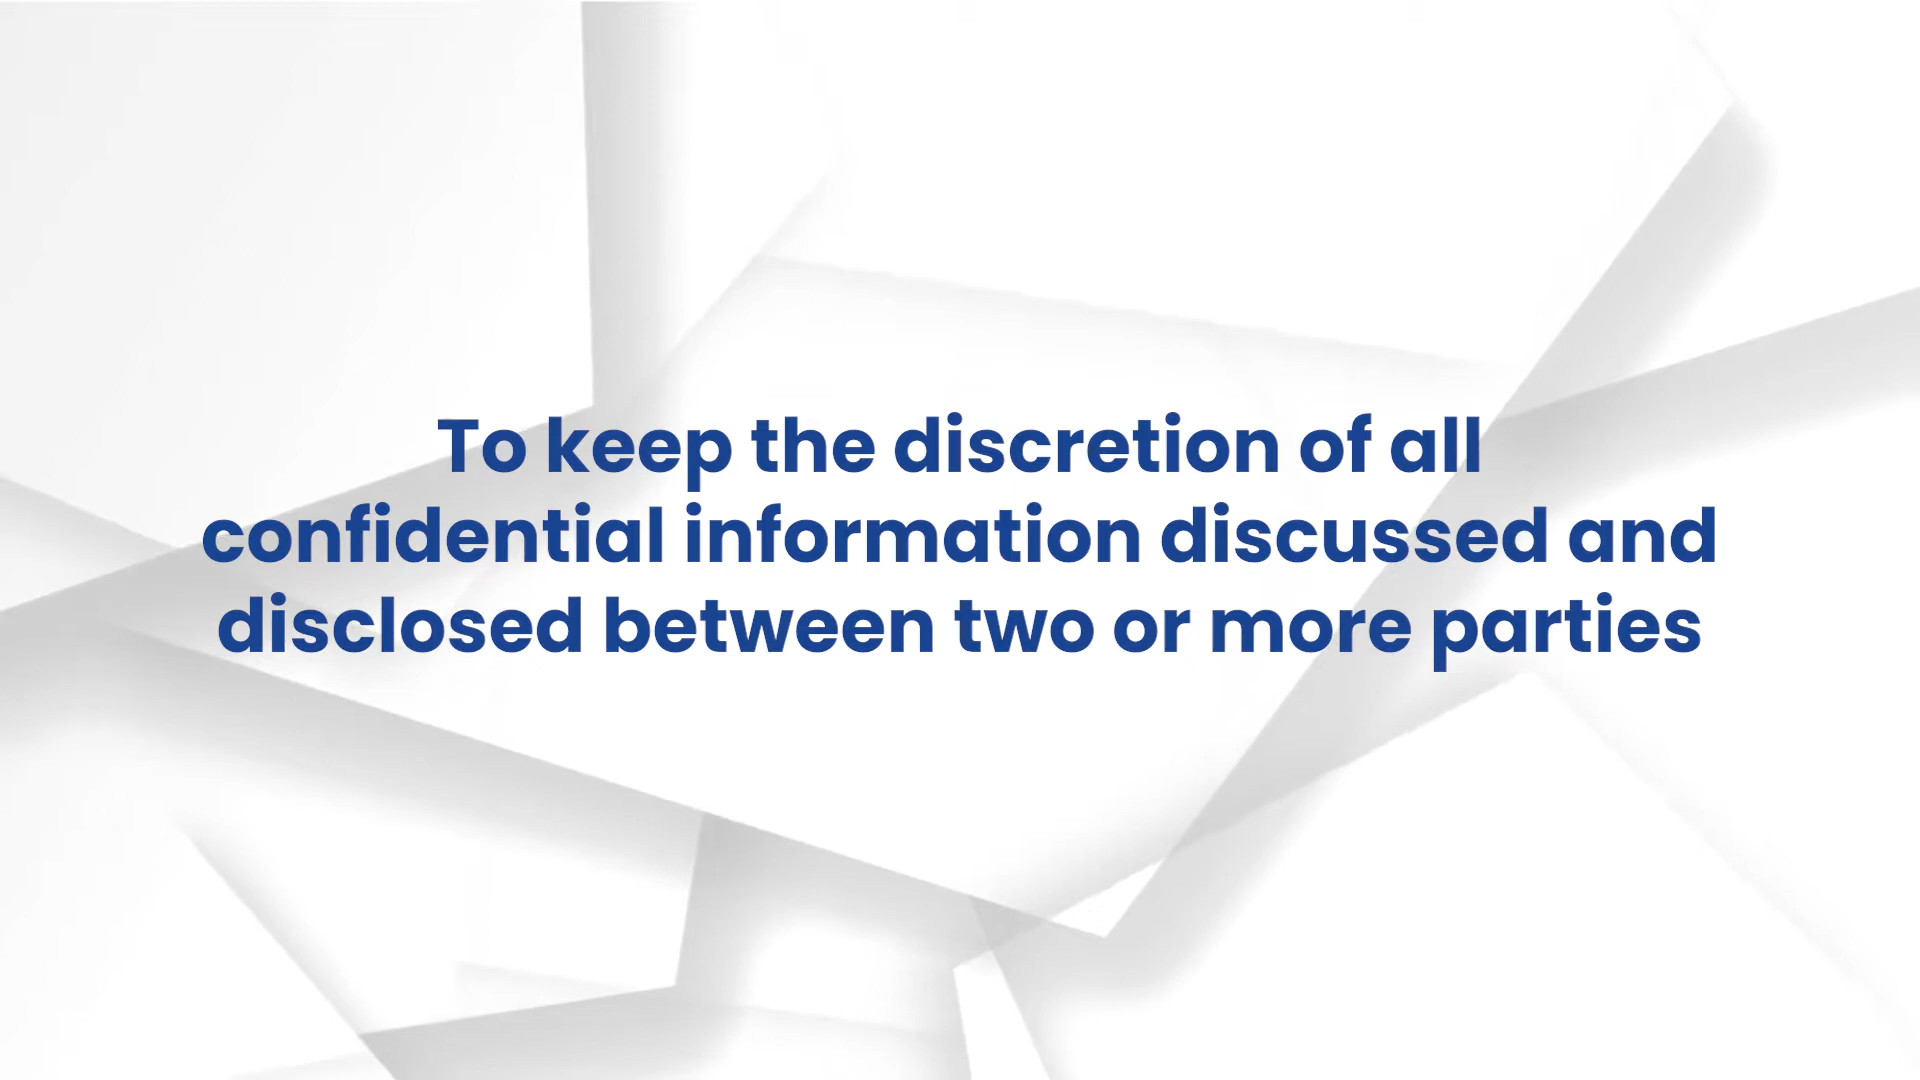 To keep the discretion of all
confidential information discussed and
disclosed between two or more parties